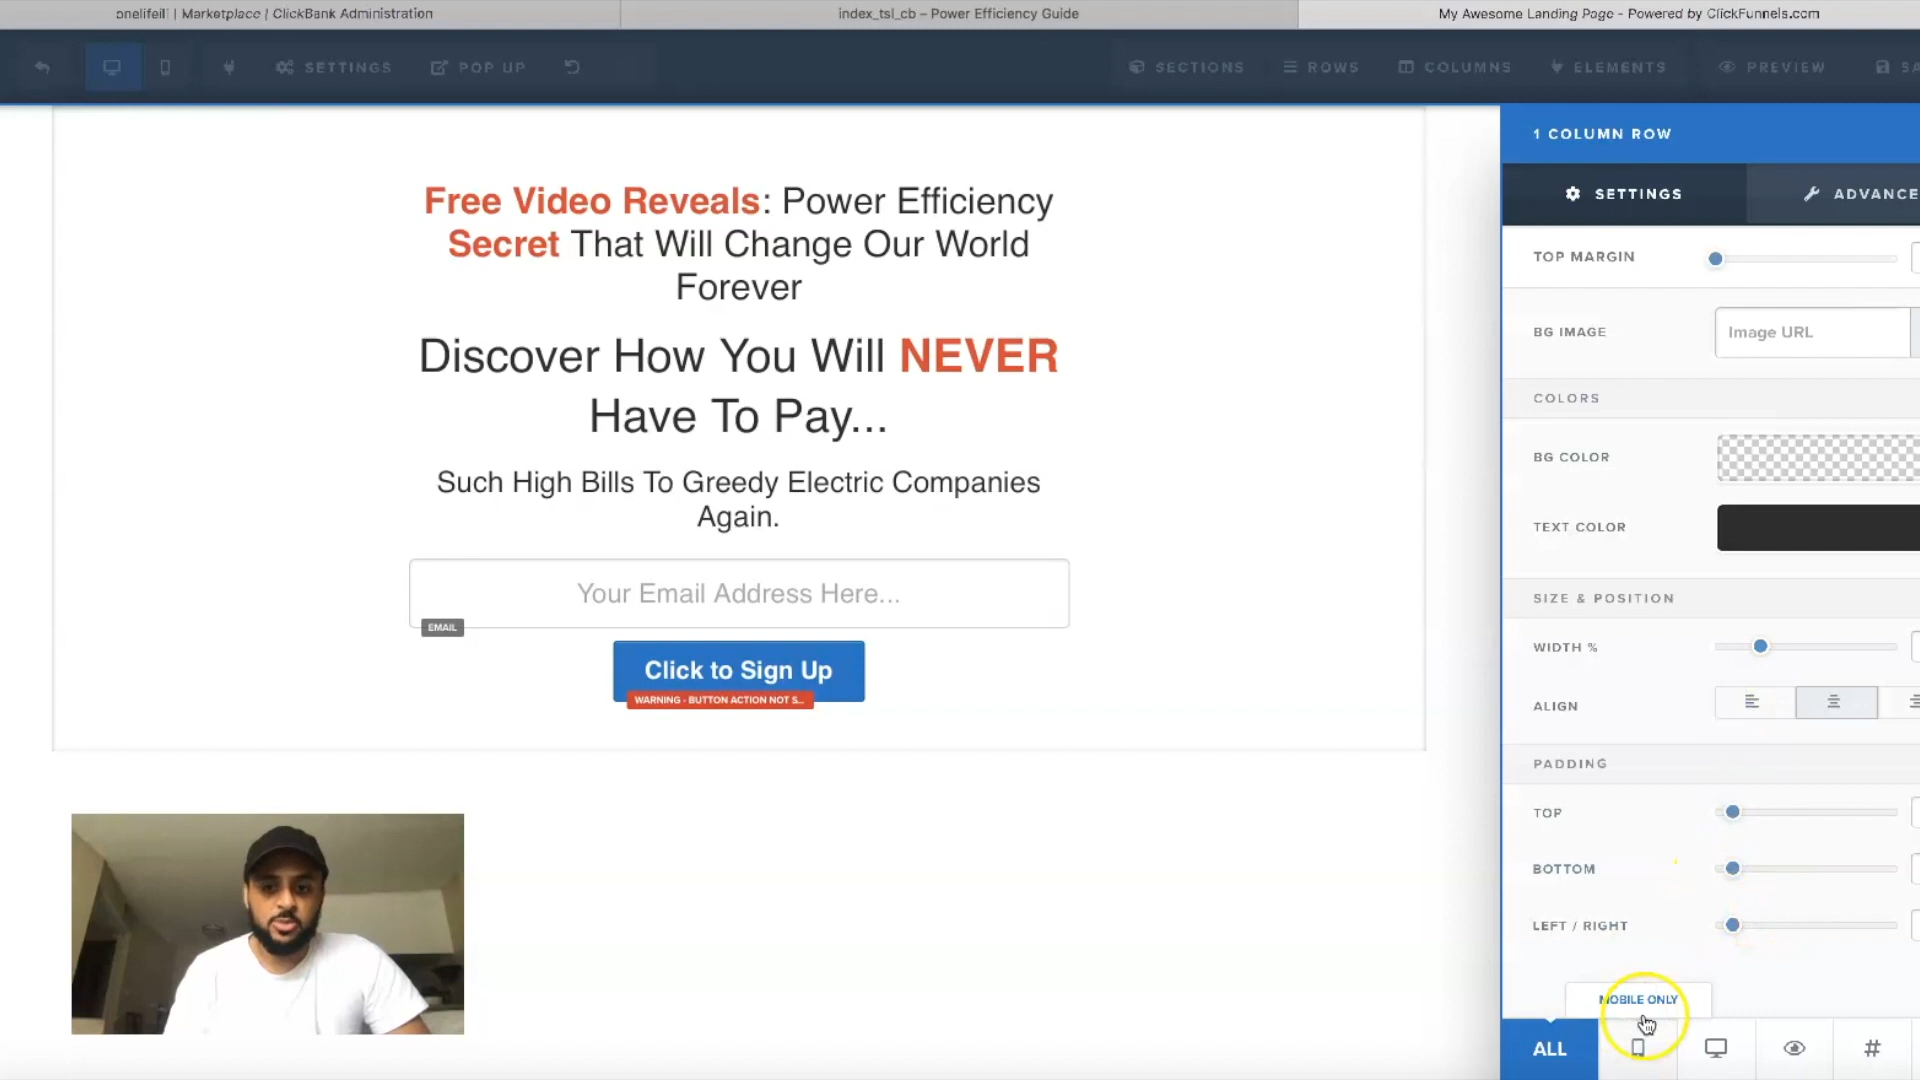 onelifeil | Marketplace | ClickBank Administration
index_tsl_cb – Power Efficiency Guide
My Awesome Landing Page - Powered by ClickFunnels.com
SETTINGS
POP UP
SECTIONS
ROWS
COLUMNS
ELEMENTS
PREVIEW
SA
1 COLUMN ROW
SETTINGS
ADVANCE
TOP MARGIN
BG IMAGE
Image URL
COLORS
BG COLOR
TEXT COLOR
SIZE & POSITION
WIDTH %
ALIGN
PADDING
TOP
BOTTOM
LEFT / RIGHT
MOBILE ONLY
ALL
#
Free Video Reveals: Power Efficiency
Secret That Will Change Our World
Forever
Discover How You Will NEVER
Have To Pay...
Such High Bills To Greedy Electric Companies
Again.
Your Email Address Here...
EMAIL
Click to Sign Up
WARNING - BUTTON ACTION NOT S...